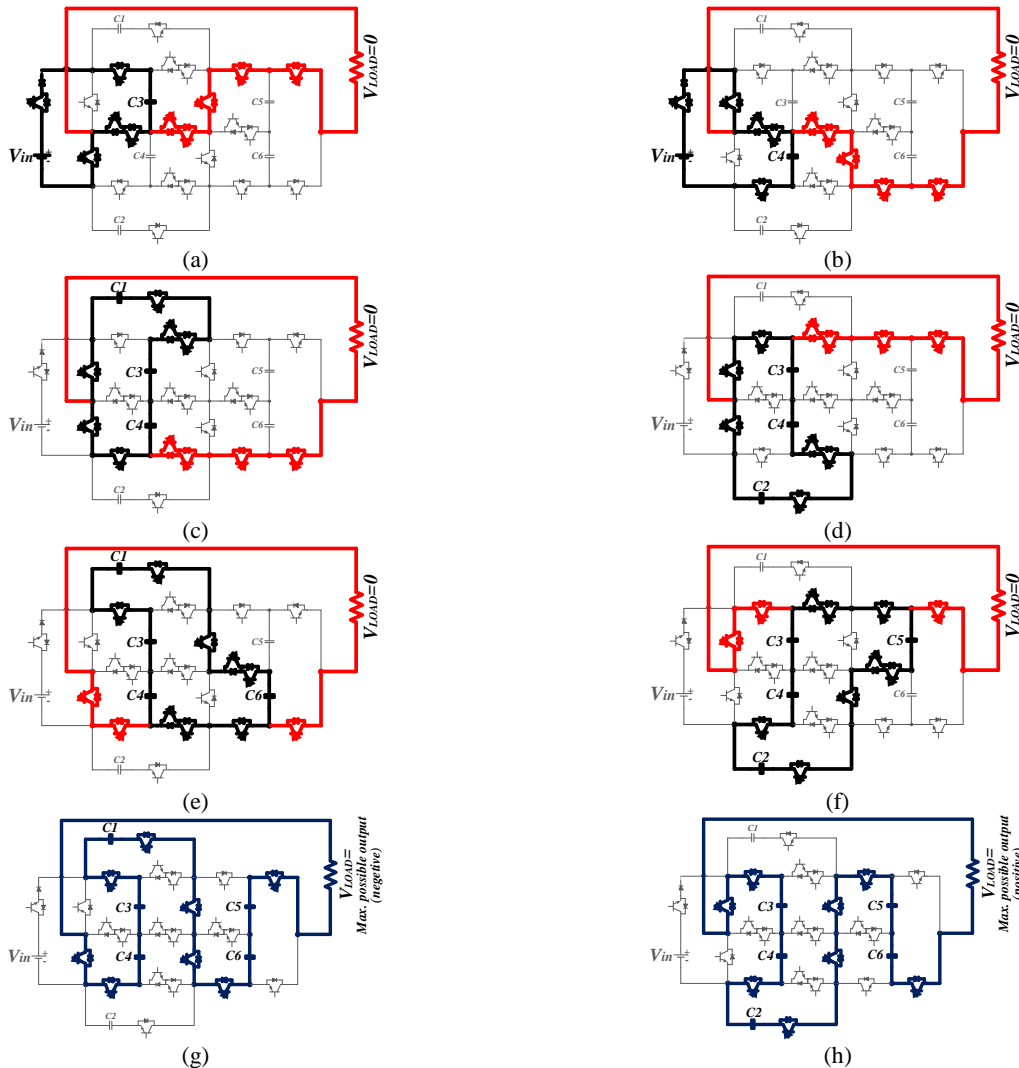 C1
C3
C5
C4
C6
C2
Vin
+
-
VLOAD=0
(a)
C1
C3
C5
C4
C6
C2
Vin
+
-
VLOAD=0
(b)
C1
C3
C5
C4
C6
C2
Vin
+
-
VLOAD=0
(c)
C1
C3
C5
C4
C6
C2
Vin
+
-
VLOAD=0
(d)
C1
C3
C5
C4
C6
C2
Vin
+
-
VLOAD=0
(e)
C1
C3
C5
C4
C6
C2
Vin
+
-
VLOAD=0
(f)
C1
C3
C5
C4
C6
C2
Vin
+
-
VLOAD=
Max. possible output
(negetive)
(g)
C1
C3
C5
C4
C6
C2
Vin
+
-
VLOAD=
Max. possible output
(positive)
(h)